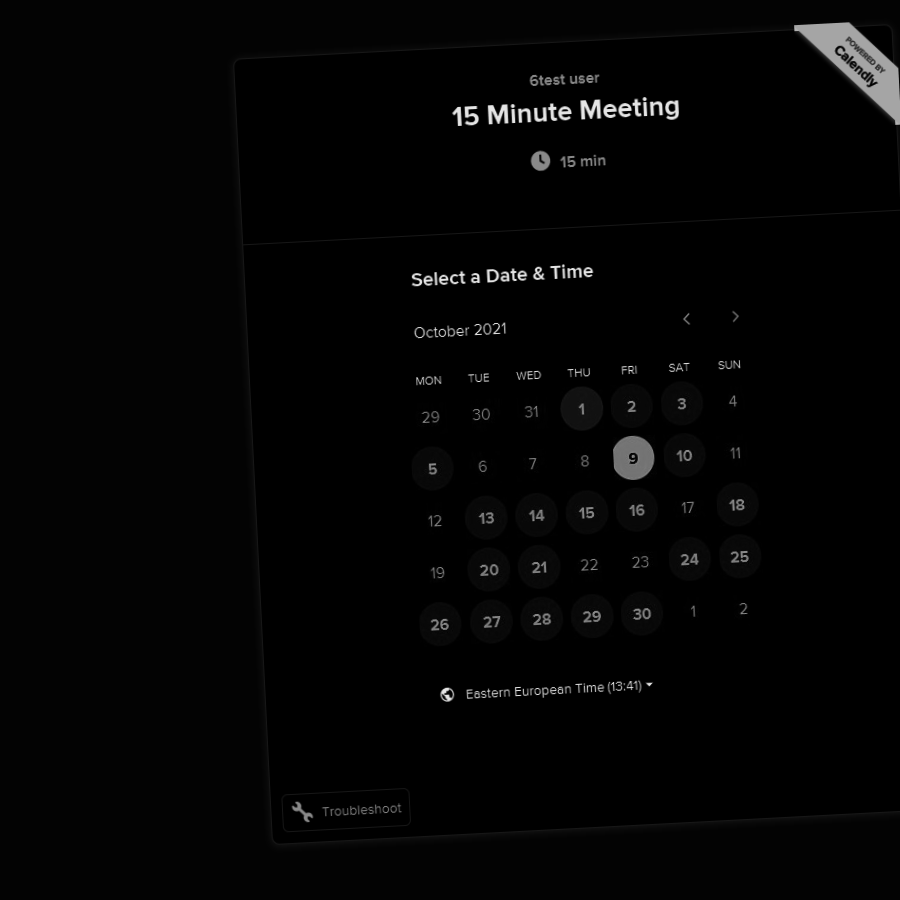 POWERED BY
Calendly
6test user
15 Minute Meeting
15 min
Select a Date & Time
October 2021
MON TUE WED THU FRI SAT SUN
29 30 31 1 2 3 4
5 6 7 8 9 10 11
12 13 14 15 16 17 18
19 20 21 22 23 24 25
26 27 28 29 30 1 2
Eastern European Time (13:41)
Troubleshoot